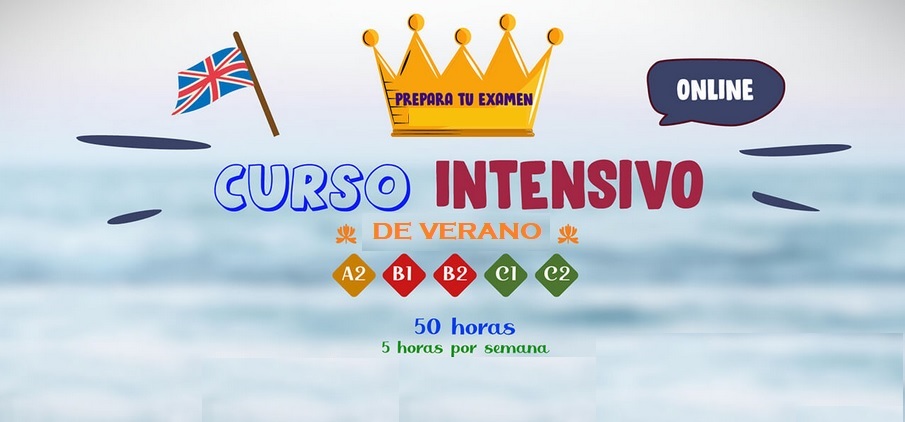 PREPARA TU EXAMEN
ONLINE
CURSO INTENSIVO
DE VERANO
A2 B1 B2 C1 C2
50 horas
5 horas por semana